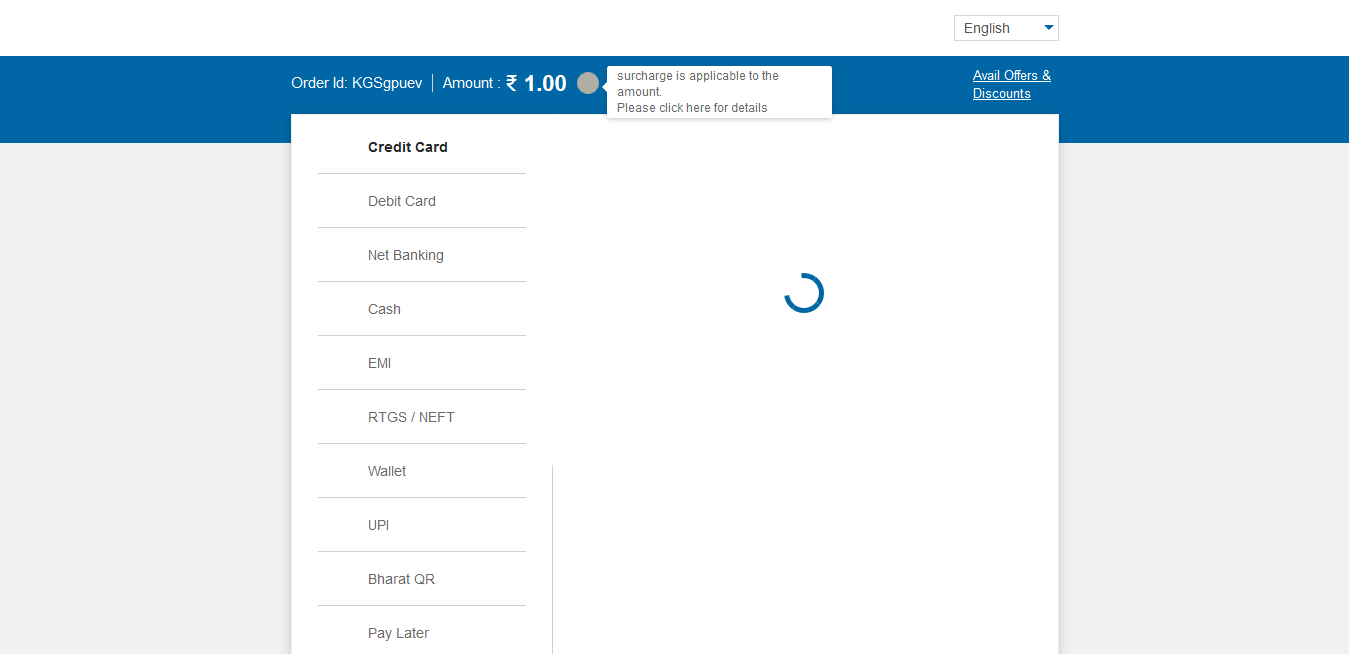 English
Order Id: KGSgpuev
Amount : ₹ 1.00
surcharge is applicable to the
amount.
Please click here for details
Avail Offers &
Discounts
Credit Card
Debit Card
Net Banking
Cash
EMI
RTGS / NEFT
Wallet
UPI
Bharat QR
Pay Later